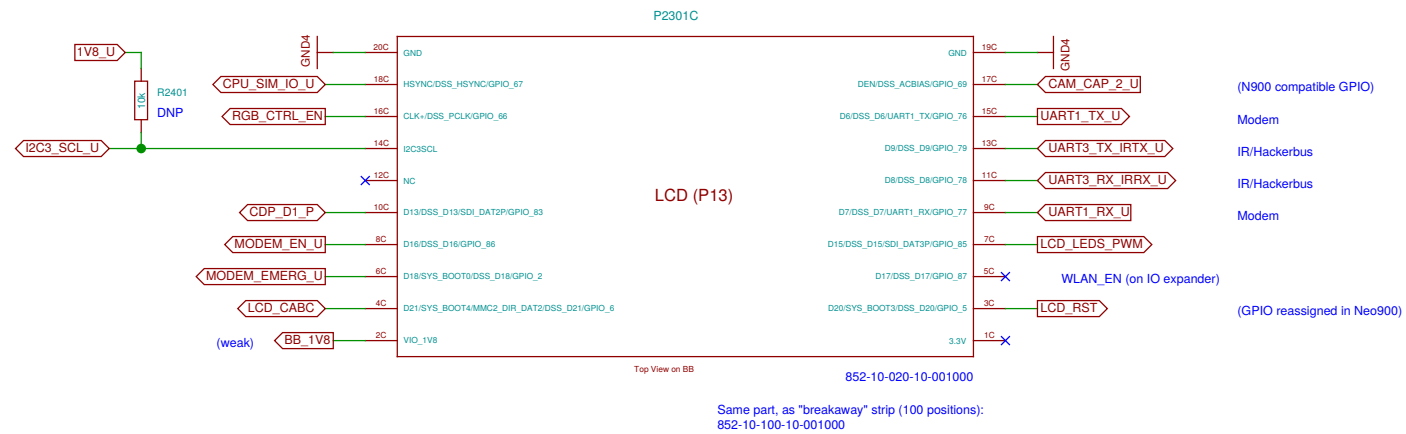 P2301C
1V8_U
R2401
10k
DNP
I2C3_SCL_U
GND4
20C GND
CPU_SIM_IO_U 18C HSYNC/DSS_HSYNC/GPIO_67
RGB_CTRL_EN 16C CLK+/DSS_PCLK/GPIO_66
14C I2C3SCL
12C NC
CDP_D1_P 10C D13/DSS_D13/SDI_DAT2P/GPIO_83
MODEM_EN_U 8C D16/DSS_D16/GPIO_86
MODEM_EMERG_U 6C D18/SYS_BOOT0/DSS_D18/GPIO_2
LCD_CABC 4C D21/SYS_BOOT4/MMC2_DIR_DAT2/DSS_D21/GPIO_6
(weak) BB_1V8 2C VIO_1V8
LCD (P13)
GND 19C GND4
DEN/DSS_ACBIAS/GPIO_69 17C CAM_CAP_2_U (N900 compatible GPIO)
D6/DSS_D6/UART1_TX/GPIO_76 15C UART1_TX_U Modem
D9/DSS_D9/GPIO_79 13C UART3_TX_IRTX_U IR/Hackerbus
D8/DSS_D8/GPIO_78 11C UART3_RX_IRRX_U IR/Hackerbus
D7/DSS_D7/UART1_RX/GPIO_77 9C UART1_RX_U Modem
D15/DSS_D15/SDI_DAT3P/GPIO_85 7C LCD_LEDS_PWM
D17/DSS_D17/GPIO_87 5C WLAN_EN (on IO expander)
D20/SYS_BOOT3/DSS_D20/GPIO_5 3C LCD_RST (GPIO reassigned in Neo900)
3.3V 1C
Top View on BB
852-10-020-10-001000
Same part, as "breakaway" strip (100 positions):
852-10-100-10-001000